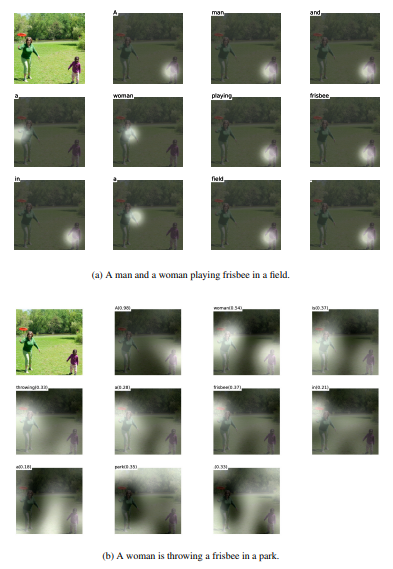 A man and
a woman playing frisbee
in a field .
(a) A man and a woman playing frisbee in a field.
A(0.98) woman(0.54) is(0.37)
throwing(0.33) a(0.28) frisbee(0.37) in(0.21)
a(0.18) park(0.35) .(0.33)
(b) A woman is throwing a frisbee in a park.